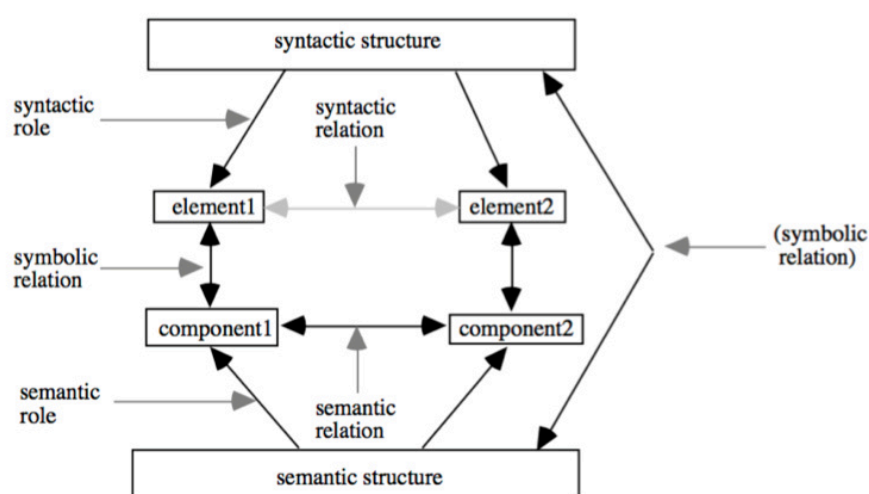 syntactic structure
syntactic
role
syntactic
relation
element1
element2
(symbolic
relation)
symbolic
relation
component1
component2
semantic
role
semantic
relation
semantic structure